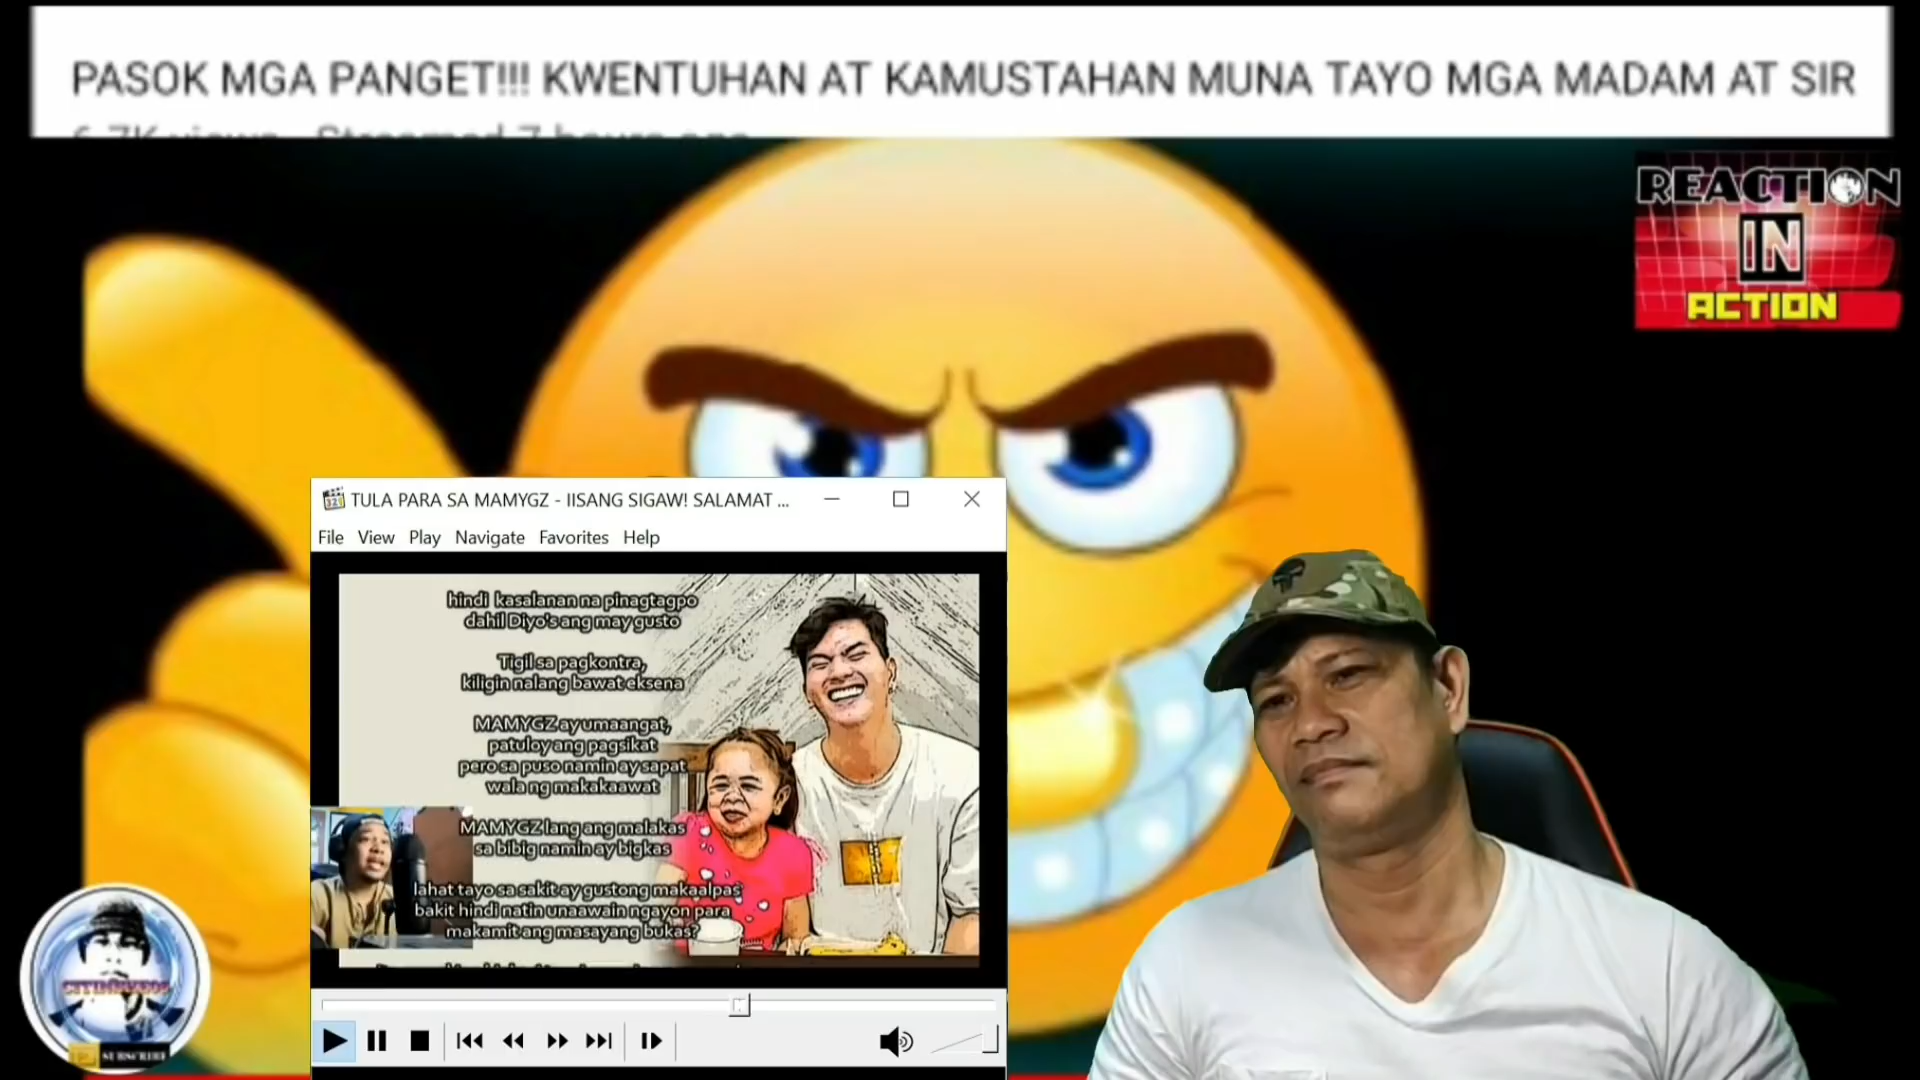 PASOK MGA PANGET!!! KWENTUHAN AT KAMUSTAHAN MUNA TAYO MGA MADAM AT SIR
REACTION
IN
ACTION
TULA PARA SA MAMYGZ - IISANG SIGAW! SALAMAT ...
File View Play Navigate Favorites Help
hindi kasalanan na pinagtagpo
dahil Diyo's ang may gusto
Tigil sa pagkontra,
kiligin nalang bawat eksena
MAMYGZ ay umaangat,
patuloy ang pagsikat
pero sa puso namin ay sapat
wala ng makakaawat
MAMYGZ lang ang malakas
sa bibig namin ay bigkas
lahat tayo sa sakit ay gustong makaalpas
bakit hindi natin unaawain ngayon para
makamit ang masayang bukas?
SUBSCRIBE